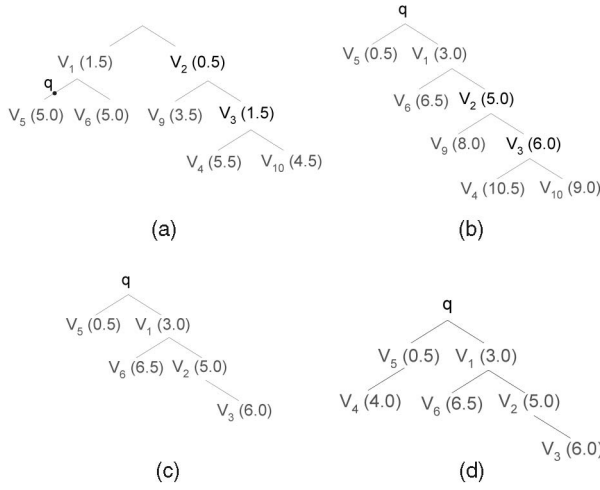 V₁ (1.5) V₂ (0.5)
q
V₅ (5.0) V₆ (5.0) V₉ (3.5) V₃ (1.5)
V₄ (5.5) V₁₀ (4.5)
(a)
q
V₅ (0.5) V₁ (3.0)
V₆ (6.5) V₂ (5.0)
V₉ (8.0) V₃ (6.0)
V₄ (10.5) V₁₀ (9.0)
(b)
q
V₅ (0.5) V₁ (3.0)
V₆ (6.5) V₂ (5.0)
V₃ (6.0)
(c)
q
V₅ (0.5) V₁ (3.0)
V₄ (4.0) V₆ (6.5) V₂ (5.0)
V₃ (6.0)
(d)